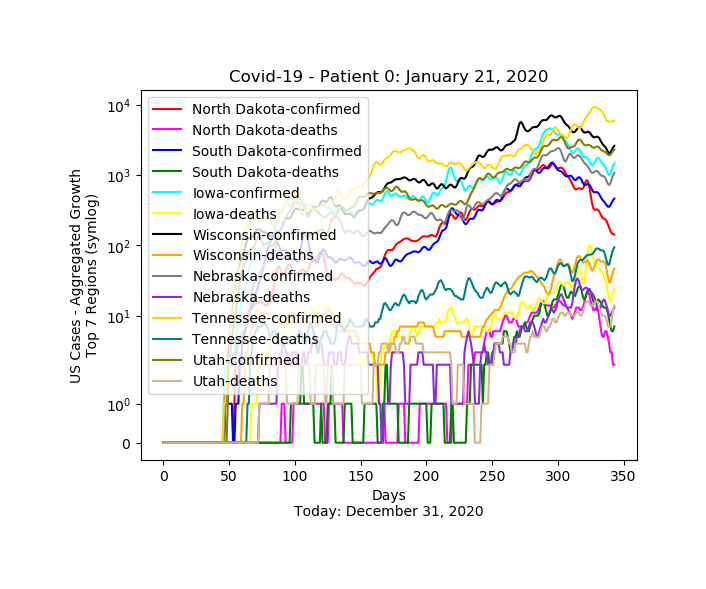 Covid-19 - Patient 0: January 21, 2020
US Cases - Aggregated Growth
Top 7 Regions (symlog)
10^4
10^3
10^2
10^1
10^0
0
North Dakota-confirmed
North Dakota-deaths
South Dakota-confirmed
South Dakota-deaths
Iowa-confirmed
Iowa-deaths
Wisconsin-confirmed
Wisconsin-deaths
Nebraska-confirmed
Nebraska-deaths
Tennessee-confirmed
Tennessee-deaths
Utah-confirmed
Utah-deaths
0 50 100 150 200 250 300 350
Days
Today: December 31, 2020